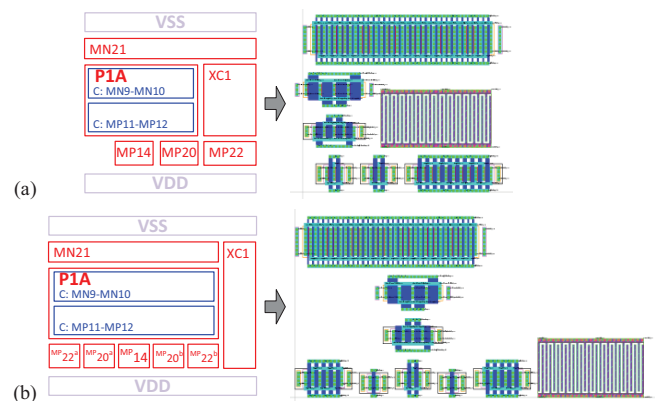 (a)
VSS
MN21
P1A
C: MN9-MN10
C: MP11-MP12
XC1
MP14 MP20 MP22
VDD
(b)
VSS
MN21
XC1
P1A
C: MN9-MN10
C: MP11-MP12
MP22a MP20a MP14 MP20b MP22b
VDD